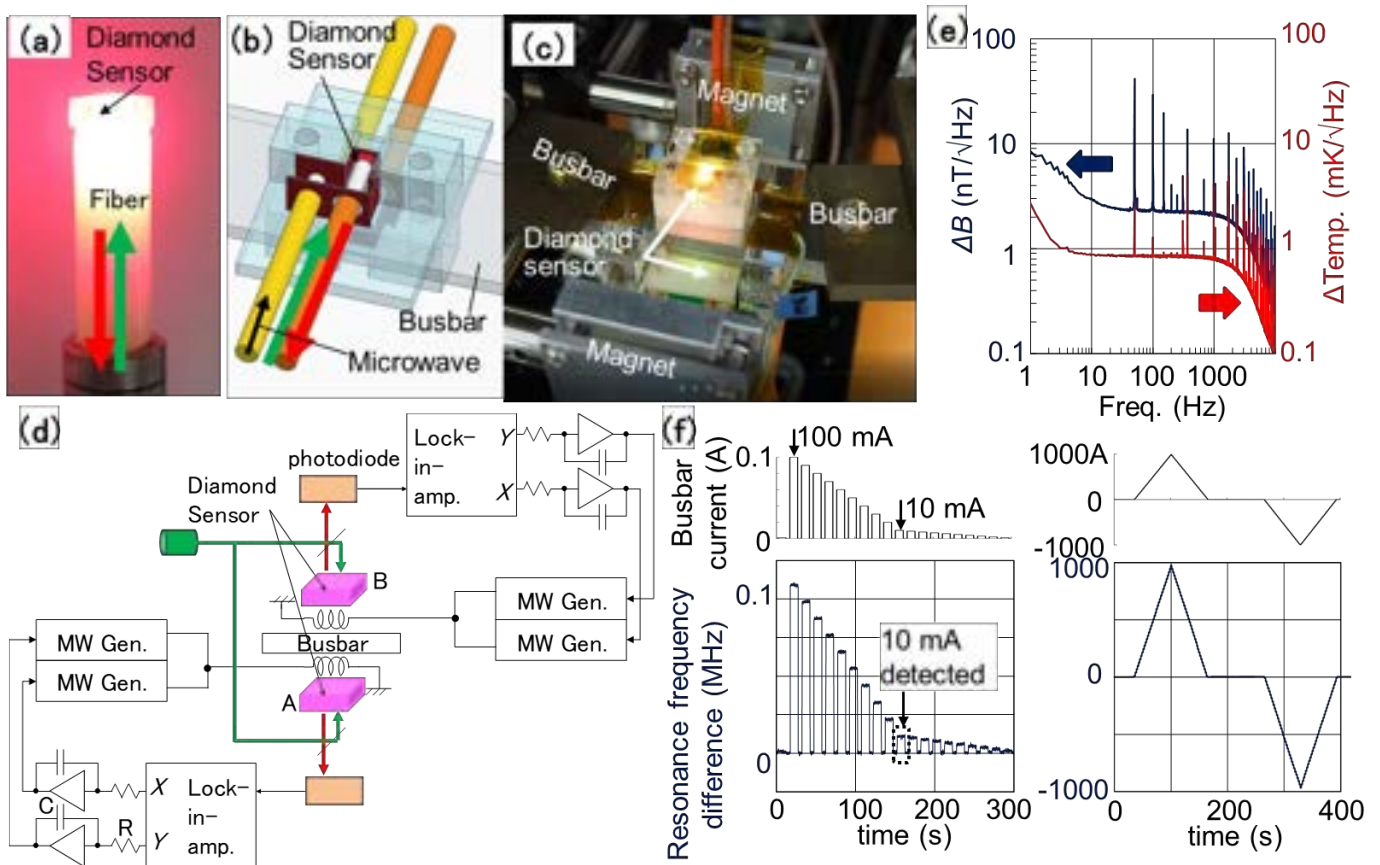 (a)
Diamond
Sensor
Fiber
(b)
Diamond
Sensor
Busbar
Microwave
(c)
Magnet
Busbar
Busbar
Diamond
sensor
Magnet
(e)
100
10
1
0.1
ΔB (nT/√Hz)
100
10
1
0.1
ΔTemp. (mK/√Hz)
1 10 100 1000
Freq. (Hz)
(d)
photodiode
Lock-
in-
amp.
Y
X
Diamond
Sensor
B
MW Gen.
MW Gen.
Busbar
MW Gen.
MW Gen.
A
C
R
X
Y
Lock-
in-
amp.
(f)
Busbar
current (A)
0.1
0
100 mA
10 mA
Resonance frequency
difference (MHz)
0.1
0
10 mA
detected
0 100 200 300
time (s)
1000A
0
-1000
1000
0
-1000
0 200 400
time (s)